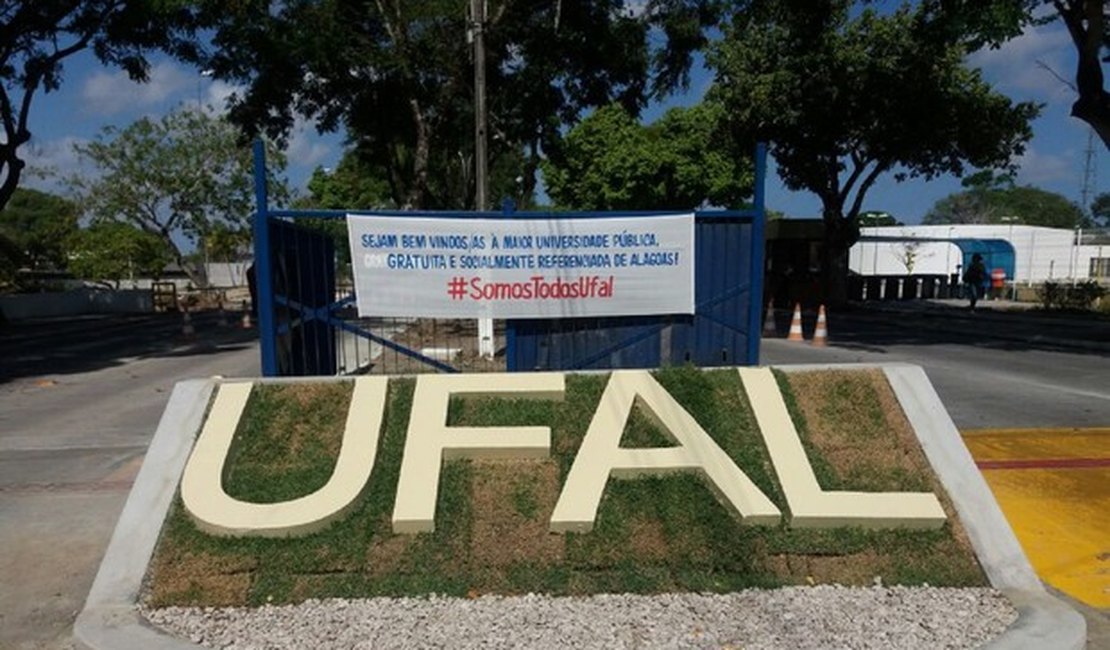 SEJAM BEM VINDOS/AS À MAIOR UNIVERSIDADE PÚBLICA,
GRATUITA E SOCIALMENTE REFERENCIADA DE ALAGOAS!
#SomosTodosUfal
UFAL